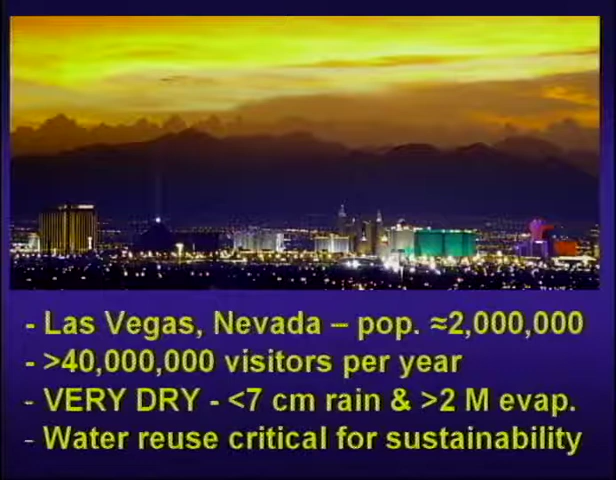 - Las Vegas, Nevada – pop. ≈2,000,000
- >40,000,000 visitors per year
- VERY DRY - <7 cm rain & >2 M evap.
- Water reuse critical for sustainability